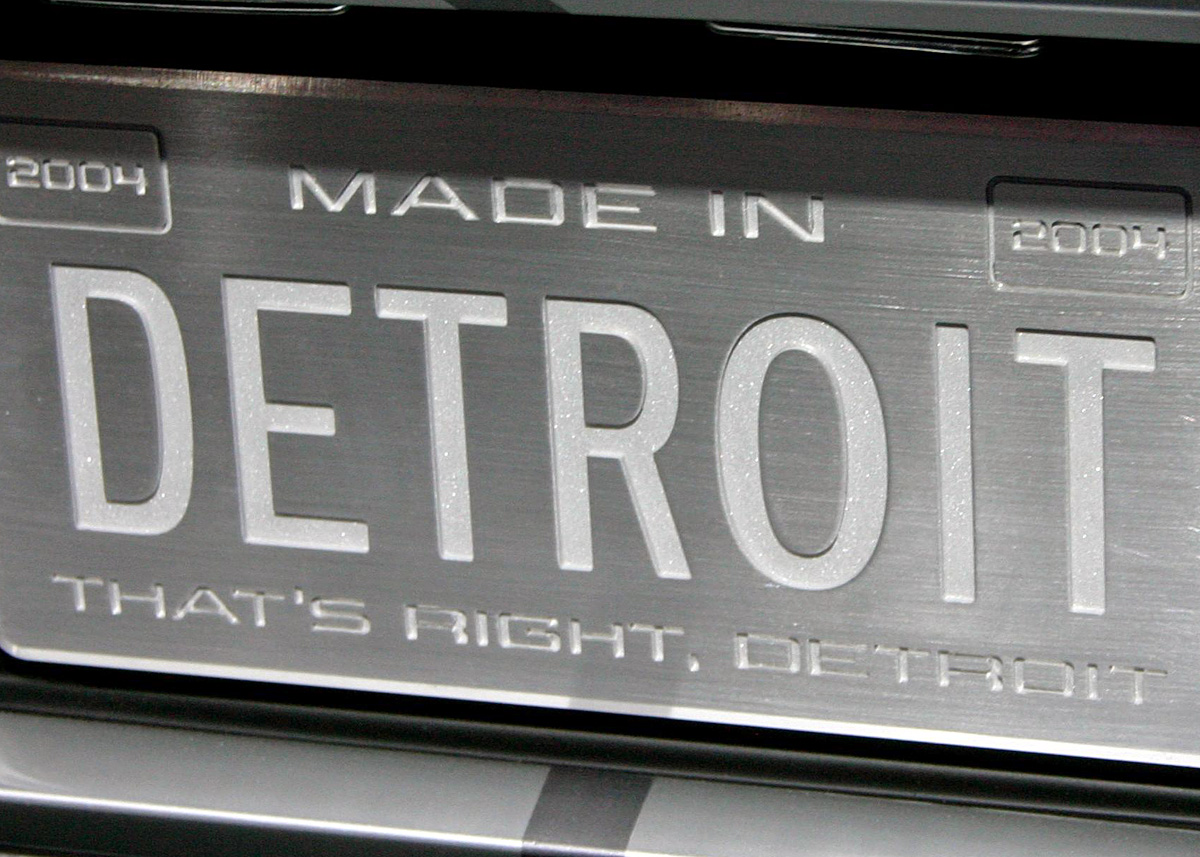 2004 MADE IN 2004
DETROIT
THAT'S RIGHT, DETROIT